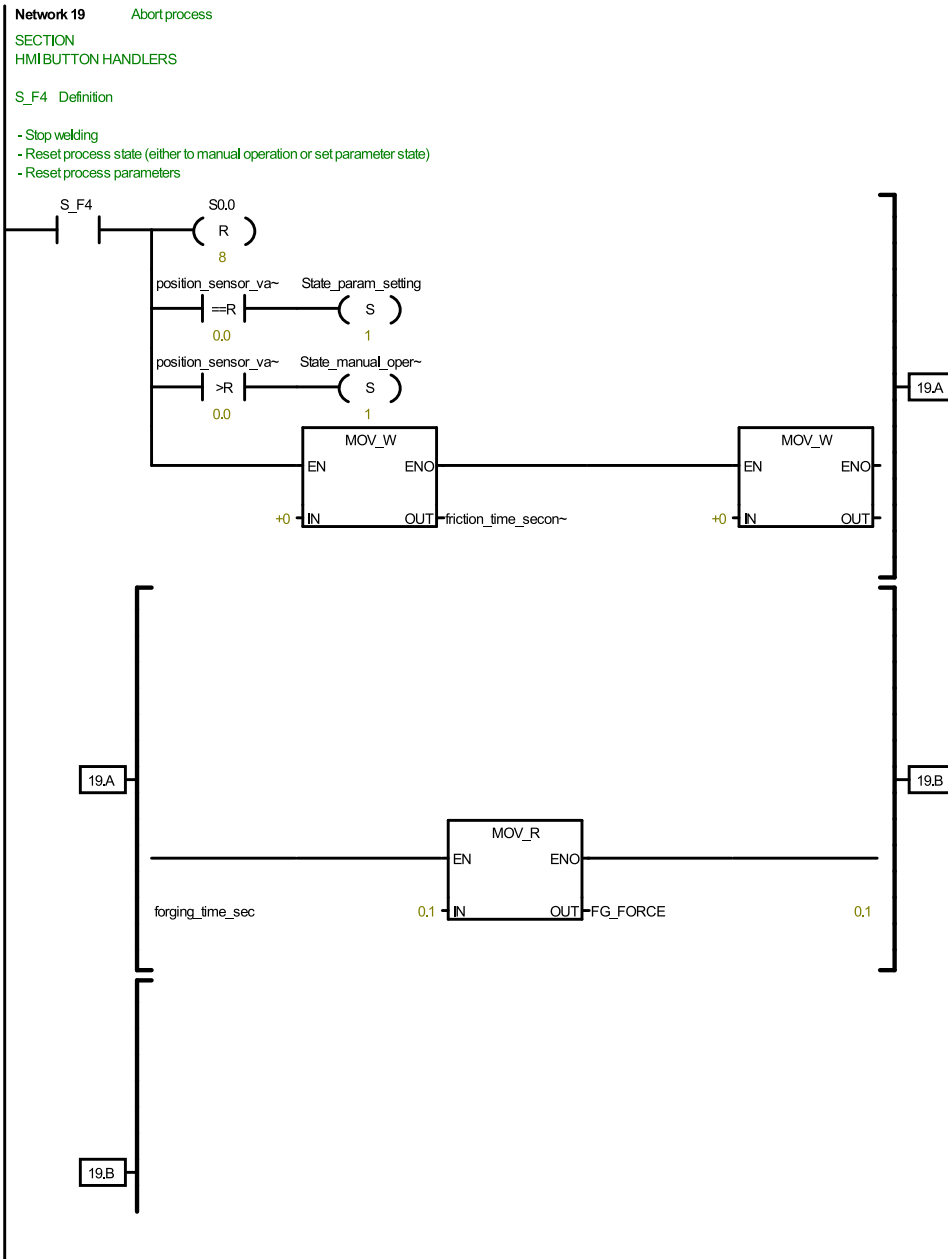 Network 19 Abort process
SECTION
HMI BUTTON HANDLERS
S_F4 Definition
- Stop welding
- Reset process state (either to manual operation or set parameter state)
- Reset process parameters
S_F4 S0.0
R
8
position_sensor_va~ State_param_setting
==R S
0.0 1
position_sensor_va~ State_manual_oper~
>R S
0.0 1
19.A
MOV_W MOV_W
EN ENO EN ENO
+0 IN OUT friction_time_secon~ +0 IN OUT
19.A 19.B
MOV_R
EN ENO
forging_time_sec 0.1 IN OUT FG_FORCE 0.1
19.B